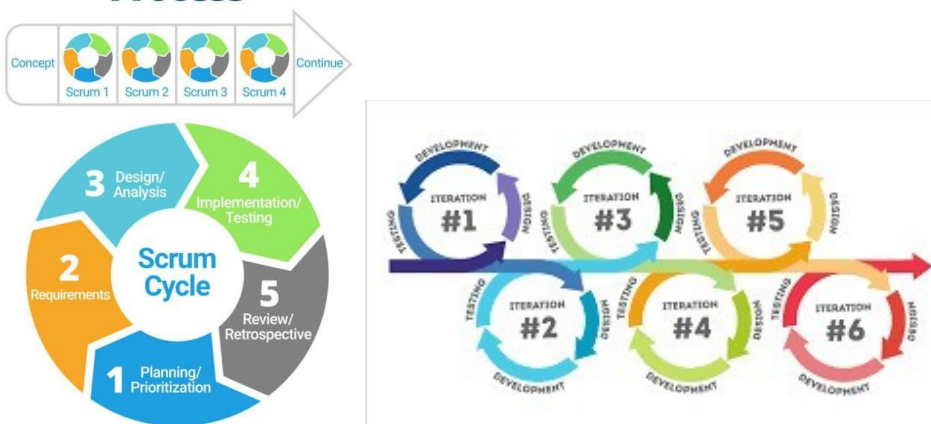 Process
Concept
Scrum 1
Scrum 2
Scrum 3
Scrum 4
Continue
3 Design/
Analysis
4
Implementation/
Testing
2
Requirements
Scrum
Cycle
5
Review/
Retrospective
1 Planning/
Prioritization
DEVELOPMENT
ITERATION
#1
TESTING
DESIGN
DEVELOPMENT
ITERATION
#3
TESTING
DESIGN
DEVELOPMENT
ITERATION
#5
TESTING
DESIGN
TESTING
ITERATION
#2
DESIGN
DEVELOPMENT
TESTING
ITERATION
#4
DESIGN
DEVELOPMENT
TESTING
ITERATION
#6
DESIGN
DEVELOPMENT